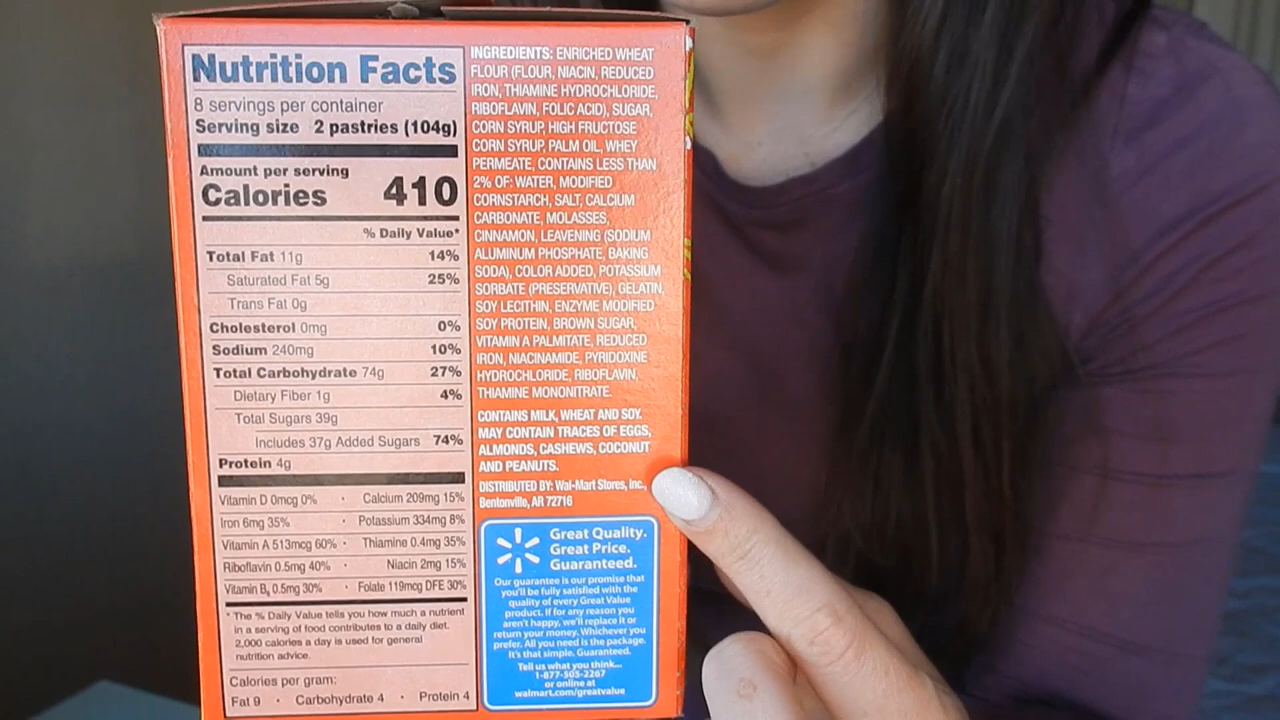 Nutrition Facts
8 servings per container
Serving size 2 pastries (104g)
Amount per serving
Calories 410
% Daily Value*
Total Fat 11g 14%
Saturated Fat 5g 25%
Trans Fat 0g
Cholesterol 0mg 0%
Sodium 240mg 10%
Total Carbohydrate 74g 27%
Dietary Fiber 1g 4%
Total Sugars 39g
Includes 37g Added Sugars 74%
Protein 4g
Vitamin D 0mcg 0% · Calcium 209mg 15%
Iron 6mg 35% · Potassium 334mg 8%
Vitamin A 513mcg 60% · Thiamine 0.4mg 35%
Riboflavin 0.5mg 40% · Niacin 2mg 15%
Vitamin B₆ 0.5mg 30% · Folate 119mcg DFE 30%
* The % Daily Value tells you how much a nutrient
in a serving of food contributes to a daily diet.
2,000 calories a day is used for general
nutrition advice.
Calories per gram:
Fat 9 · Carbohydrate 4 · Protein 4
INGREDIENTS: ENRICHED WHEAT
FLOUR (FLOUR, NIACIN, REDUCED
IRON, THIAMINE HYDROCHLORIDE,
RIBOFLAVIN, FOLIC ACID), SUGAR,
CORN SYRUP, HIGH FRUCTOSE
CORN SYRUP, PALM OIL, WHEY
PERMEATE, CONTAINS LESS THAN
2% OF: WATER, MODIFIED
CORNSTARCH, SALT, CALCIUM
CARBONATE, MOLASSES,
CINNAMON, LEAVENING (SODIUM
ALUMINUM PHOSPHATE, BAKING
SODA), COLOR ADDED, POTASSIUM
SORBATE (PRESERVATIVE), GELATIN,
SOY LECITHIN, ENZYME MODIFIED
SOY PROTEIN, BROWN SUGAR,
VITAMIN A PALMITATE, REDUCED
IRON, NIACINAMIDE, PYRIDOXINE
HYDROCHLORIDE, RIBOFLAVIN,
THIAMINE MONONITRATE.
CONTAINS MILK, WHEAT AND SOY.
MAY CONTAIN TRACES OF EGGS,
ALMONDS, CASHEWS, COCONUT
AND PEANUTS.
DISTRIBUTED BY: Wal-Mart Stores, Inc.,
Bentonville, AR 72716
Great Quality.
Great Price.
Guaranteed.
Our guarantee is our promise that
you'll be fully satisfied with the
quality of every Great Value
product. If for any reason you
aren't happy, we'll replace it or
return your money. Whichever you
prefer. All you need is the package.
It's that simple. Guaranteed.
Tell us what you think...
1-877-505-2267
or online at
walmart.com/greatvalue